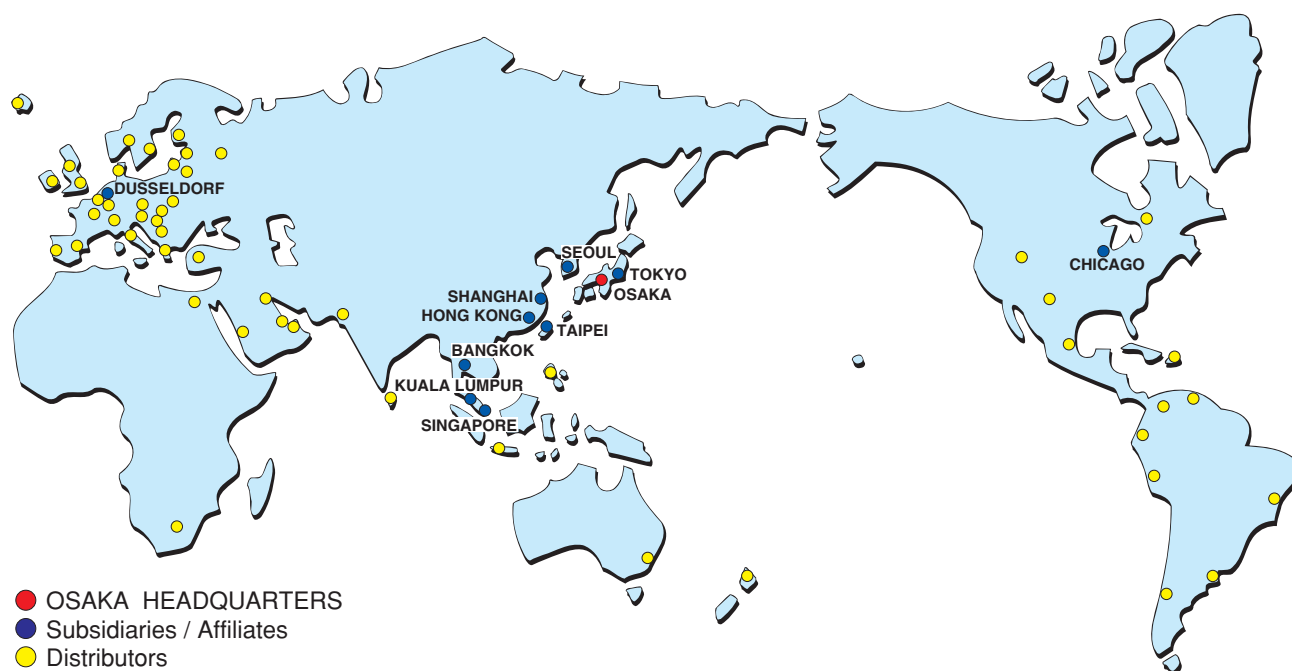 DUSSELDORF
SEOUL
TOKYO
OSAKA
SHANGHAI
HONG KONG
TAIPEI
BANGKOK
KUALA LUMPUR
SINGAPORE
CHICAGO
OSAKA HEADQUARTERS
Subsidiaries / Affiliates
Distributors